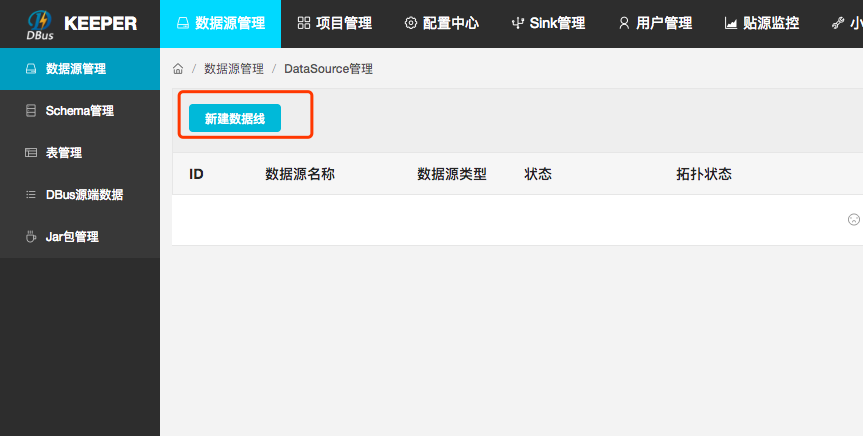 DBus KEEPER 数据源管理 项目管理 配置中心 Sink管理 用户管理 贴源监控 小
数据源管理
Schema管理
表管理
DBus源端数据
Jar包管理
/ 数据源管理 / DataSource管理
新建数据线
ID 数据源名称 数据源类型 状态 拓扑状态